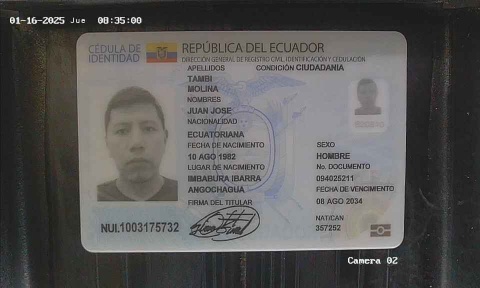 01-16-2025 Jue 08:35:00
CÉDULA DE IDENTIDAD
REPÚBLICA DEL ECUADOR
DIRECCIÓN GENERAL DE REGISTRO CIVIL, IDENTIFICACIÓN Y CEDULACIÓN
APELLIDOS CONDICIÓN CIUDADANÍA
TAMBI
MOLINA
NOMBRES
JUAN JOSE
NACIONALIDAD
ECUATORIANA
FECHA DE NACIMIENTO SEXO
10 AGO 1982 HOMBRE
LUGAR DE NACIMIENTO No. DOCUMENTO
IMBABURA IBARRA 094025211
ANGOCHAGUA FECHA DE VENCIMIENTO
FIRMA DEL TITULAR 08 AGO 2034
NATICAN
NUI.1003175732 357252
Camera 02